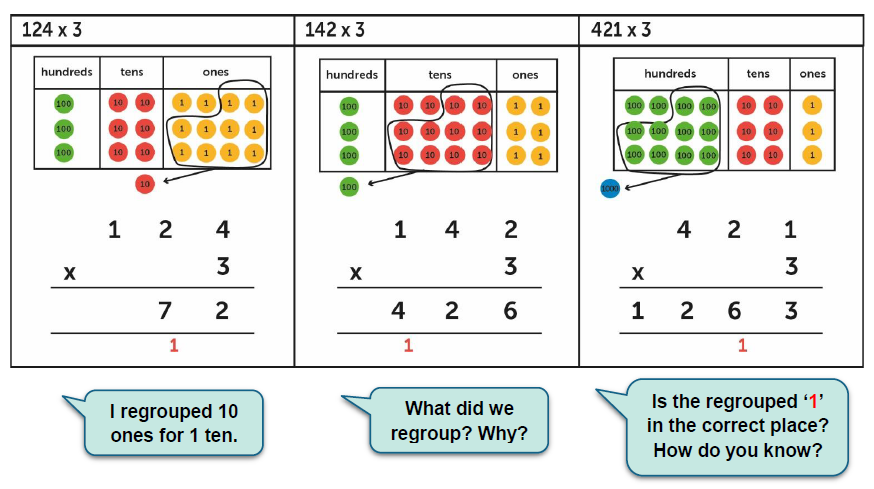 124 x 3
hundreds tens ones
100 10 10 1 1 1 1
100 10 10 1 1 1 1
100 10 10 1 1 1 1
10
1 2 4
x 3
7 2
1
I regrouped 10
ones for 1 ten.
142 x 3
hundreds tens ones
100 10 10 10 10 1 1
100 10 10 10 10 1 1
100 10 10 10 10 1 1
100
1 4 2
x 3
4 2 6
1
What did we
regroup? Why?
421 x 3
hundreds tens ones
100 100 100 100 10 10 1
100 100 100 100 10 10 1
100 100 100 100 10 10 1
1000
4 2 1
x 3
1 2 6 3
1
Is the regrouped ‘1’
in the correct place?
How do you know?